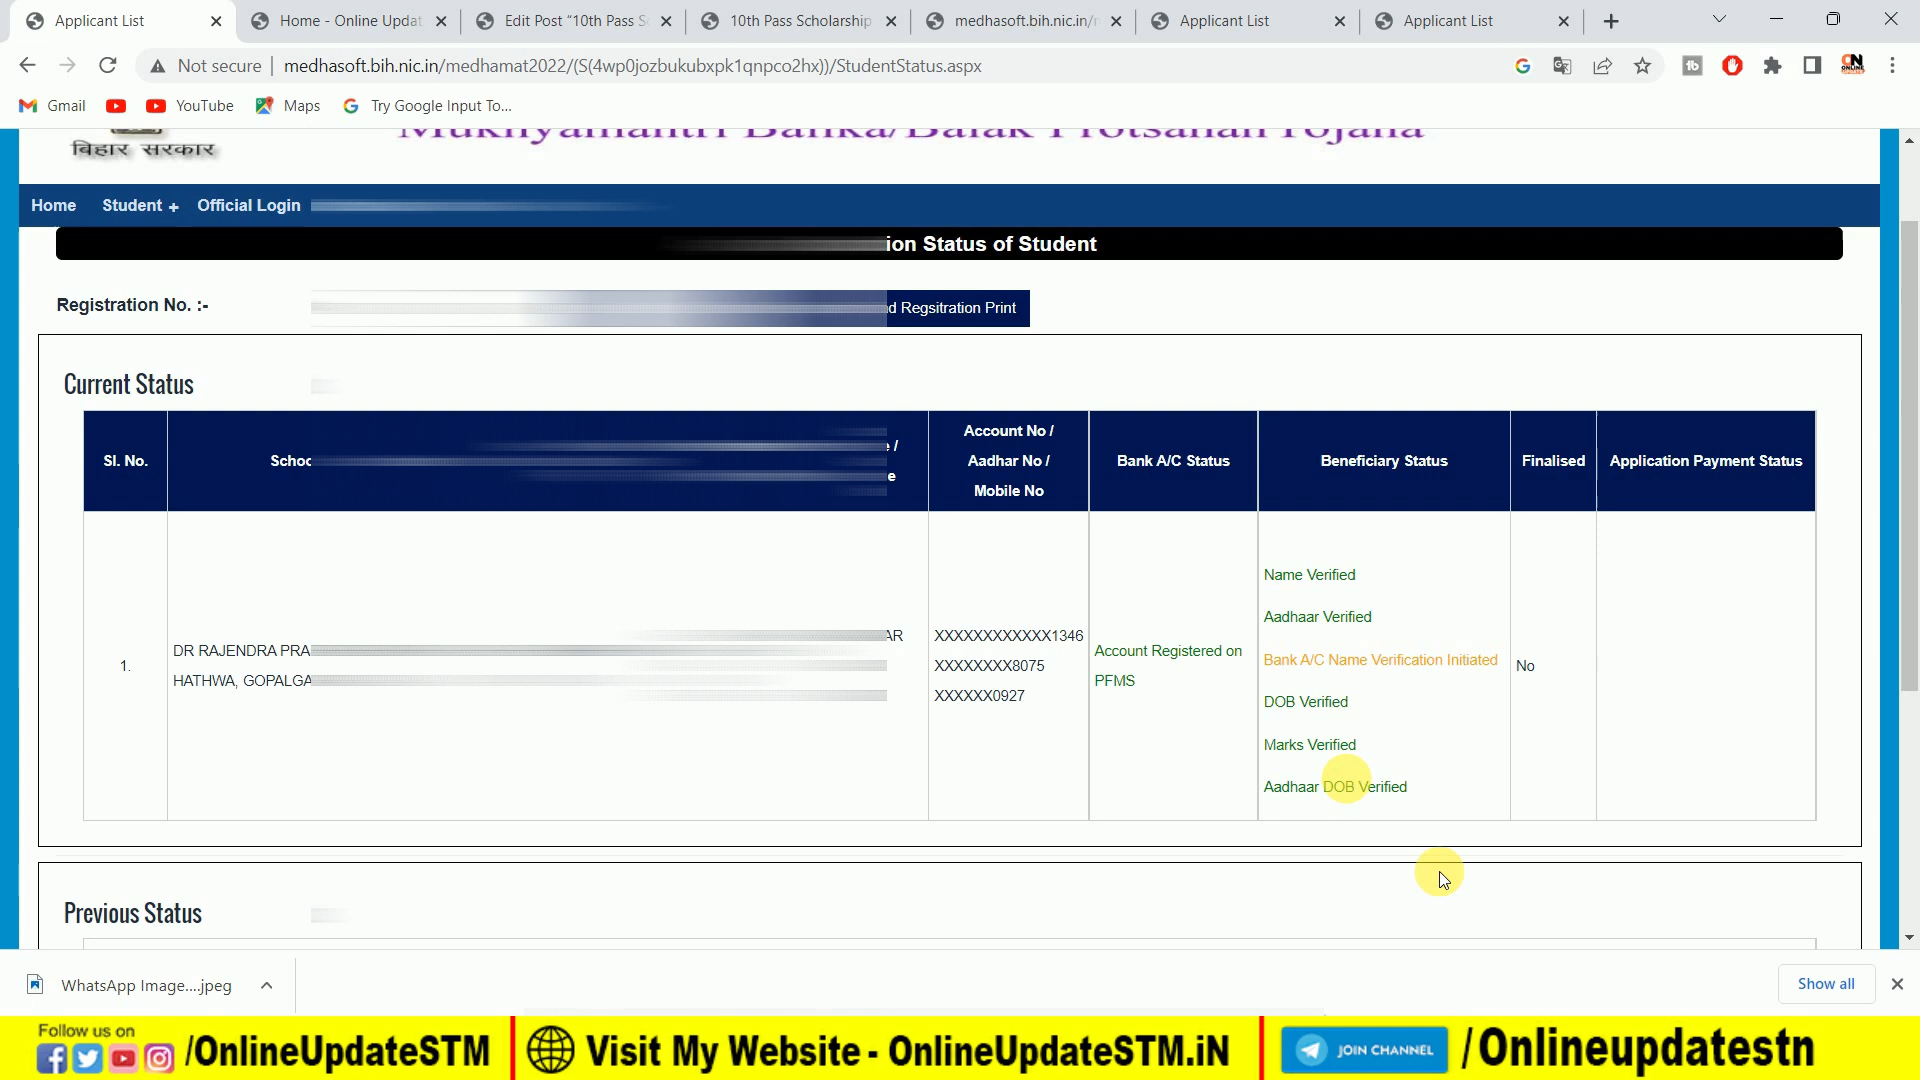 Applicant List
Home - Online Updat
Edit Post "10th Pass S
10th Pass Scholarship
medhasoft.bih.nic.in/
Applicant List
Applicant List
Not secure
medhasoft.bih.nic.in/medhamat2022/(S(4wp0jozbukubxpk1qnpco2hx))/StudentStatus.aspx
Gmail
YouTube
Maps
Try Google Input To...
बिहार सरकार
Home
Student +
Official Login
ion Status of Student
Registration No. :-
d Regsitration Print
Current Status
Sl. No.
Schoo
e /
e
Account No /
Aadhar No /
Mobile No
Bank A/C Status
Beneficiary Status
Finalised
Application Payment Status
1.
DR RAJENDRA PRA
HATHWA, GOPALGA
AR
XXXXXXXXXXXX1346
XXXXXXXX8075
XXXXXX0927
Account Registered on
PFMS
Name Verified
Aadhaar Verified
Bank A/C Name Verification Initiated
DOB Verified
Marks Verified
Aadhaar DOB Verified
No
Previous Status
WhatsApp Image....jpeg
Show all
Follow us on
/OnlineUpdateSTM
Visit My Website - OnlineUpdateSTM.iN
JOIN CHANNEL
/Onlineupdatestn